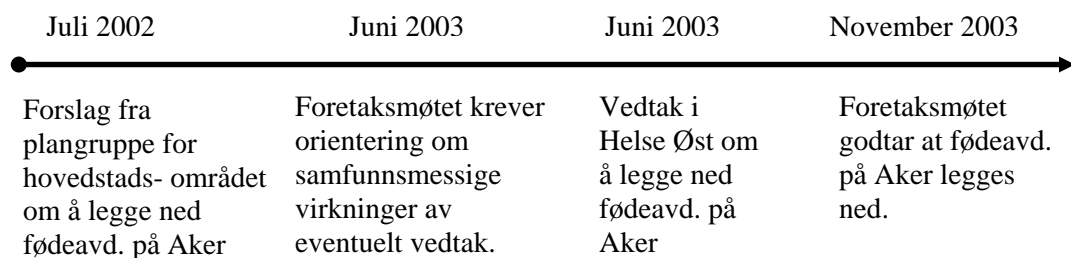 Juli 2002
Juni 2003
Juni 2003
November 2003
Forslag fra
plangruppe for
hovedstads- området
om å legge ned
fødeavd. på Aker
Foretaksmøtet krever
orientering om
samfunnsmessige
virkninger av
eventuelt vedtak.
Vedtak i
Helse Øst om
å legge ned
fødeavd. på
Aker
Foretaksmøtet
godtar at fødeavd.
på Aker legges
ned.